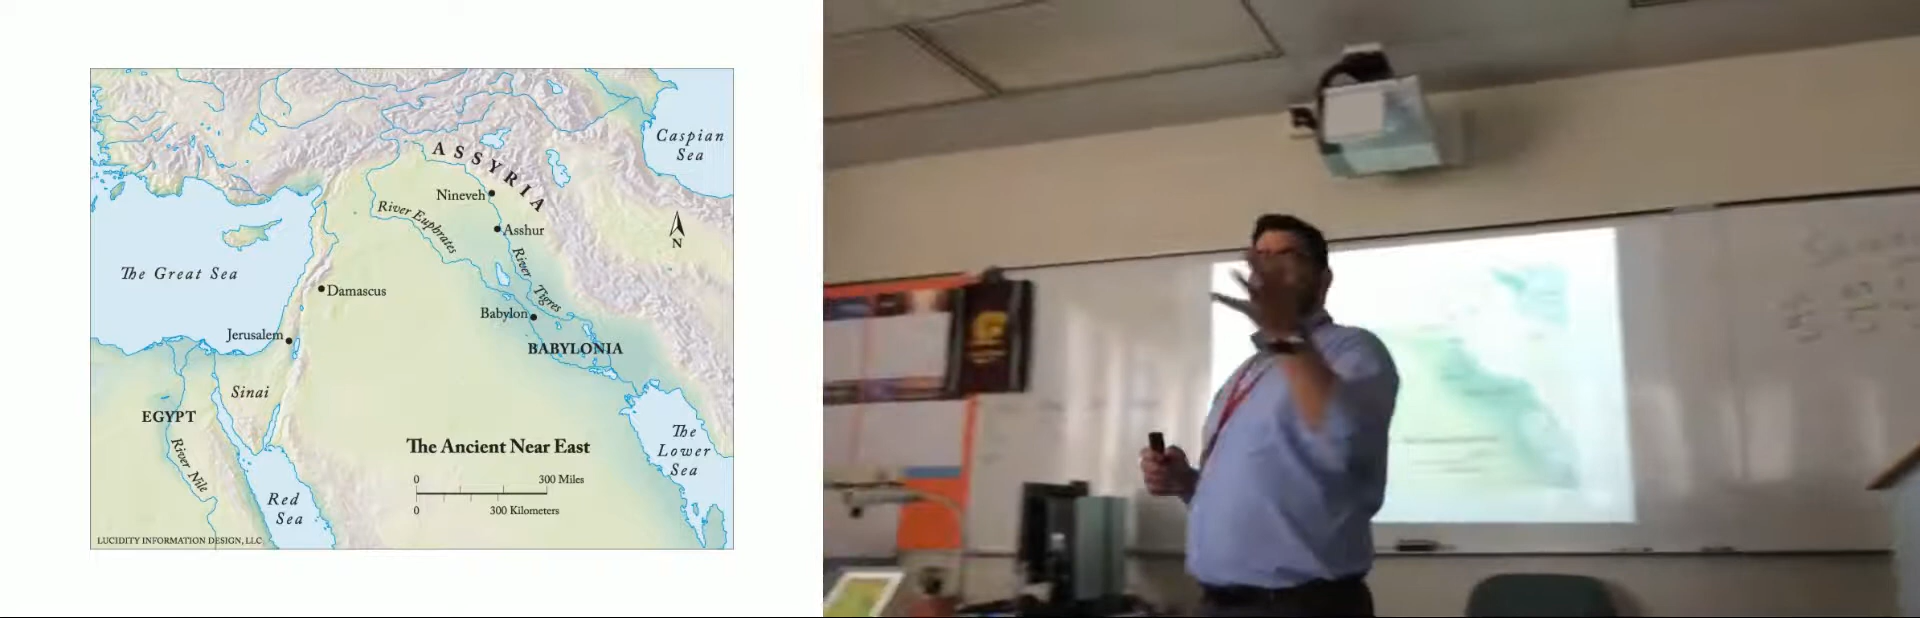 Caspian
Sea
ASSYRIA
Nineveh
River Euphrates
Asshur
N
River Tigres
The Great Sea
Damascus
Babylon
Jerusalem
BABYLONIA
Sinai
EGYPT
The
Lower
Sea
River Nile
The Ancient Near East
0 300 Miles
0 300 Kilometers
Red
Sea
LUCIDITY INFORMATION DESIGN, LLC